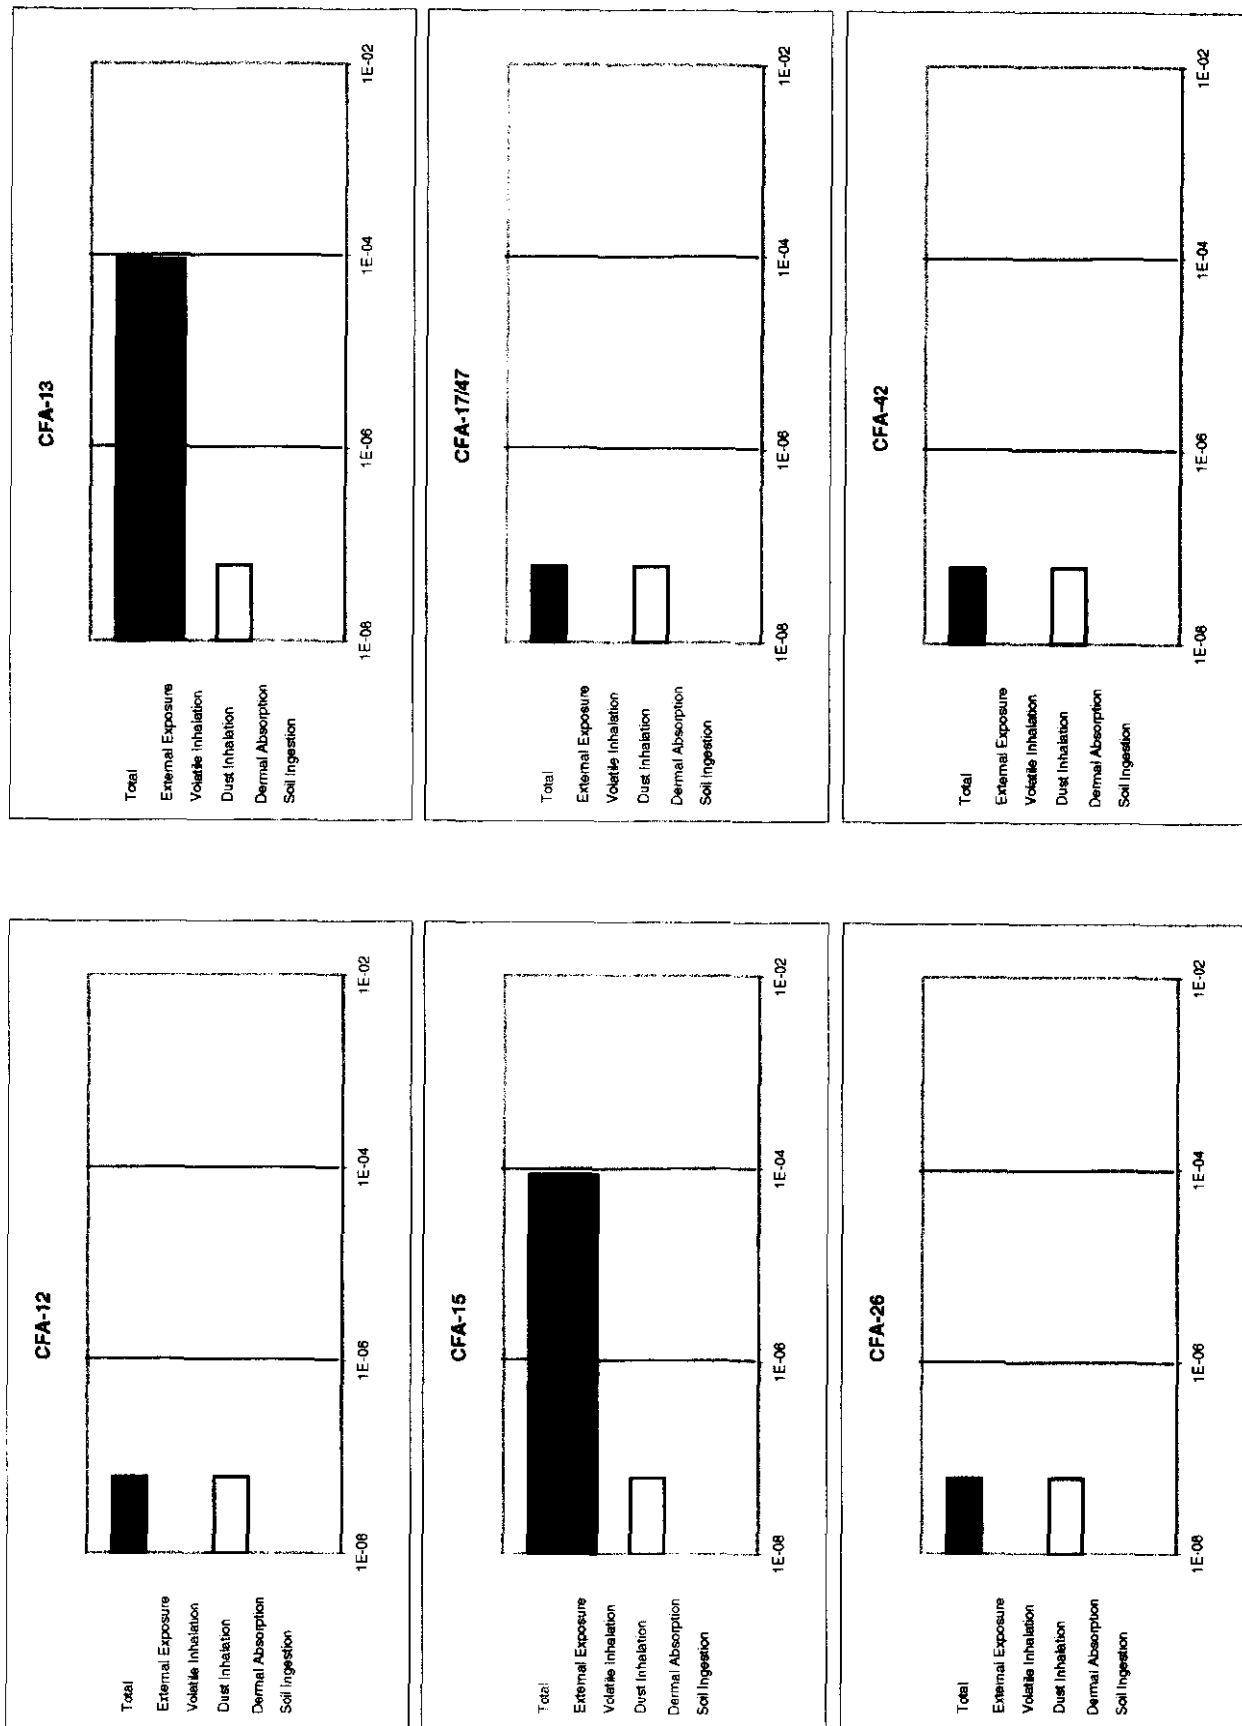 CFA-12
Total
External Exposure
Volatile Inhalation
Dust Inhalation
Dermal Absorption
Soil Ingestion
1E-08 1E-06 1E-04 1E-02
CFA-13
Total
External Exposure
Volatile Inhalation
Dust Inhalation
Dermal Absorption
Soil Ingestion
1E-08 1E-06 1E-04 1E-02
CFA-15
Total
External Exposure
Volatile Inhalation
Dust Inhalation
Dermal Absorption
Soil Ingestion
1E-08 1E-06 1E-04 1E-02
CFA-17/47
Total
External Exposure
Volatile Inhalation
Dust Inhalation
Dermal Absorption
Soil Ingestion
1E-08 1E-06 1E-04 1E-02
CFA-26
Total
External Exposure
Volatile Inhalation
Dust Inhalation
Dermal Absorption
Soil Ingestion
1E-08 1E-06 1E-04 1E-02
CFA-42
Total
External Exposure
Volatile Inhalation
Dust Inhalation
Dermal Absorption
Soil Ingestion
1E-08 1E-06 1E-04 1E-02